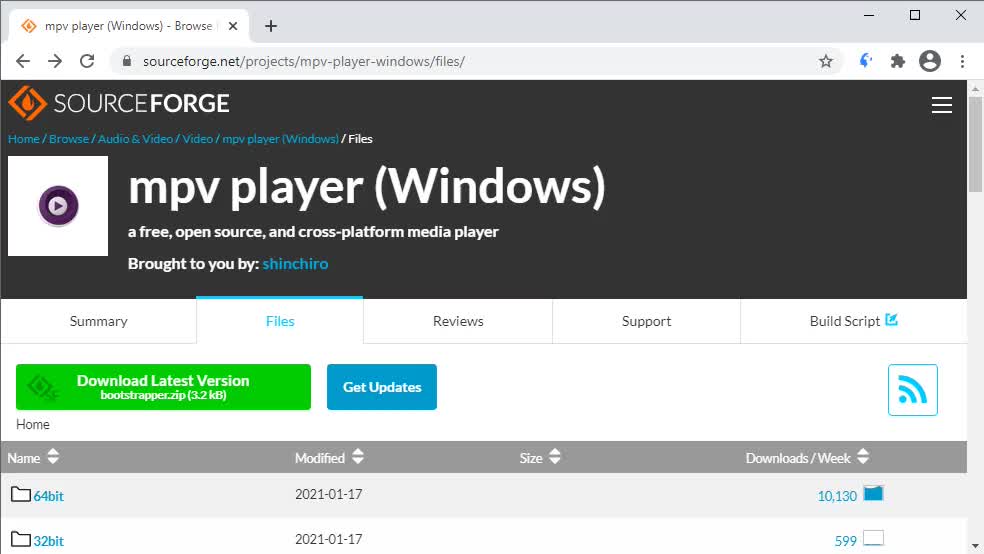 mpv player (Windows) - Browse
sourceforge.net/projects/mpv-player-windows/files/
SOURCEFORGE
Home / Browse / Audio & Video / Video / mpv player (Windows) / Files
mpv player (Windows)
a free, open source, and cross-platform media player
Brought to you by: shinchiro
Summary Files Reviews Support Build Script
Download Latest Version
bootstrapper.zip (3.2 kB)
Get Updates
Home
Name Modified Size Downloads / Week
64bit 2021-01-17 10,130
32bit 2021-01-17 599